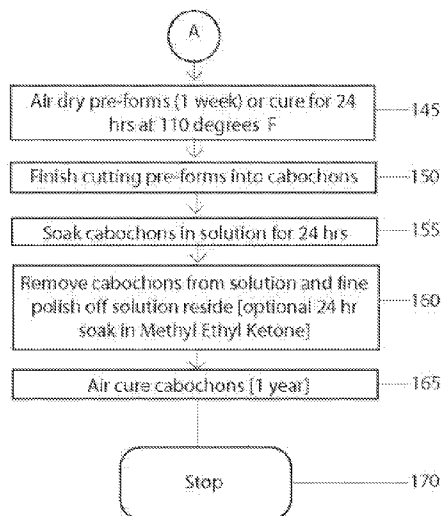 A
Air dry pre-forms (1 week) or cure for 24
hrs at 110 degrees F
145
Finish cutting pre-forms into cabochons
150
Soak cabochons in solution for 24 hrs
155
Remove cabochons from solution and fine
polish off solution reside [optional 24 hr
soak in Methyl Ethyl Ketone]
160
Air cure cabochons [1 year]
165
Stop
170